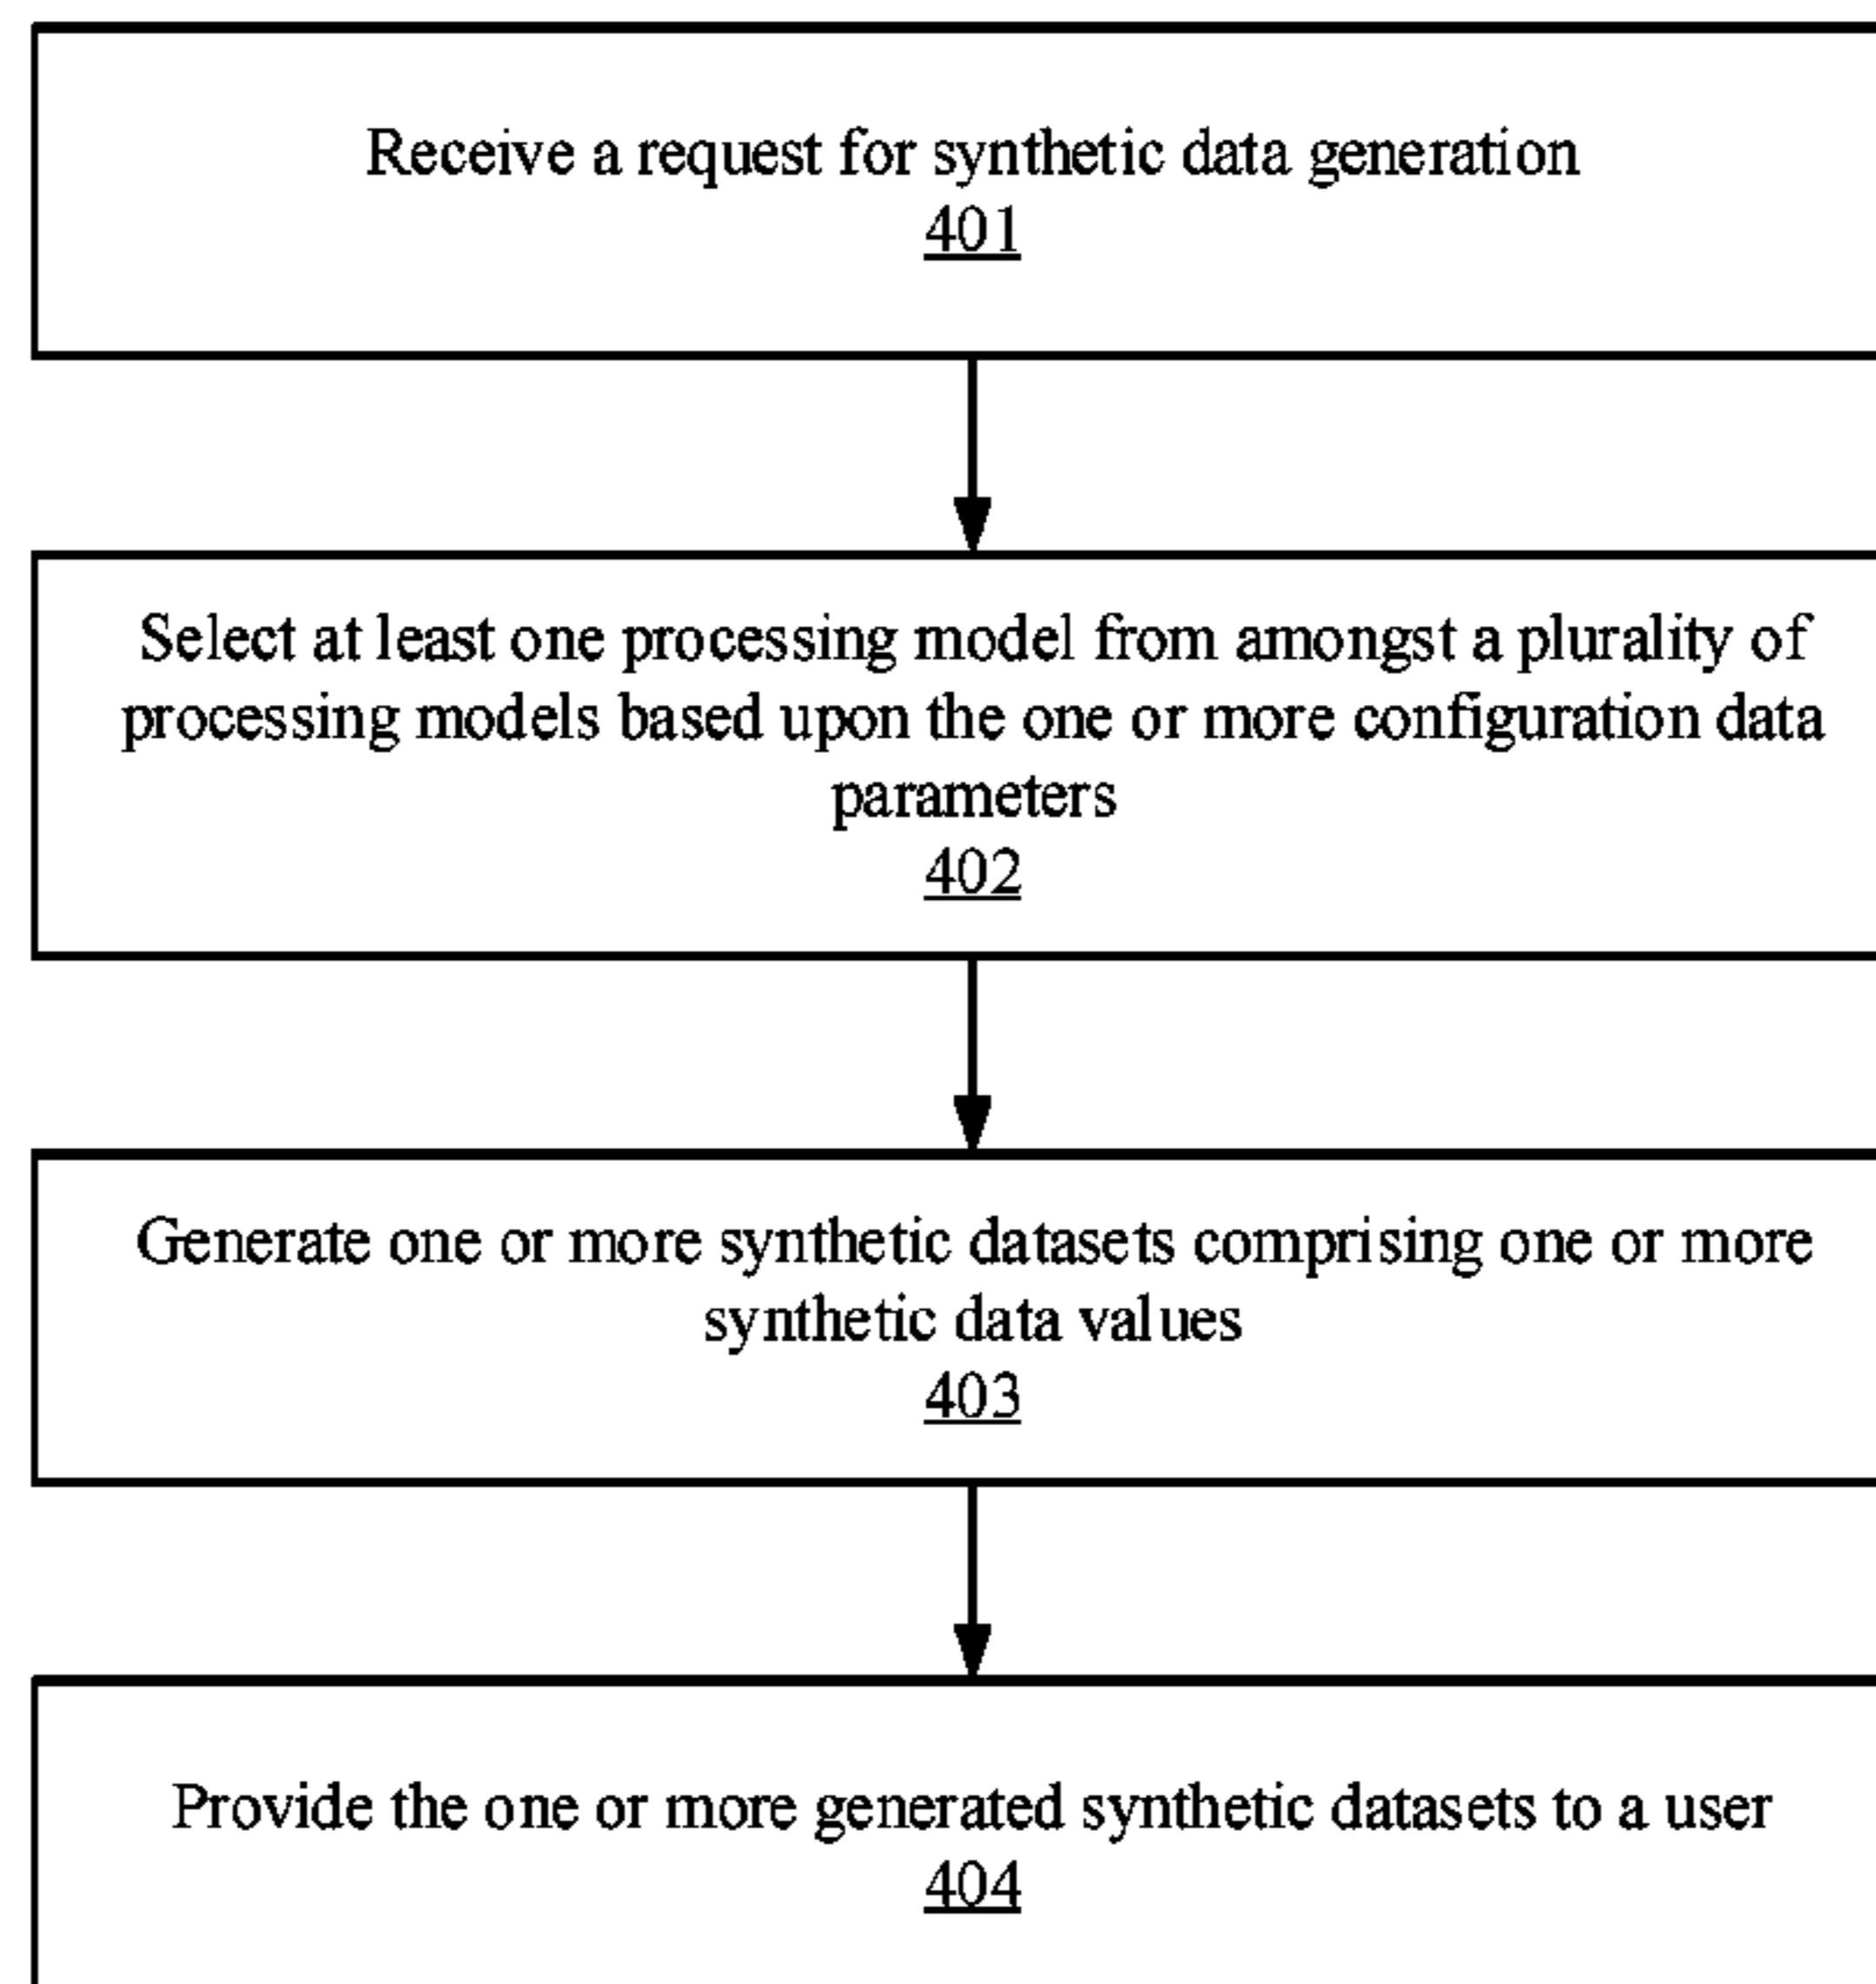 Receive a request for synthetic data generation
401
Select at least one processing model from amongst a plurality of
processing models based upon the one or more configuration data
parameters
402
Generate one or more synthetic datasets comprising one or more
synthetic data values
403
Provide the one or more generated synthetic datasets to a user
404